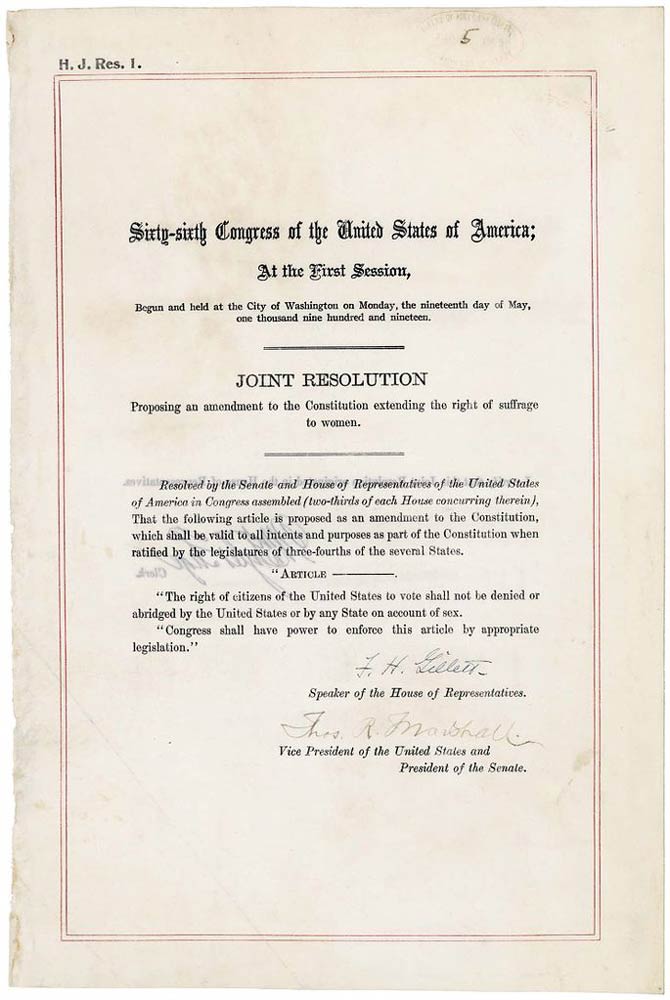 5
H. J. Res. 1.
Sixty-sixth Congress of the United States of America;
At the First Session,
Begun and held at the City of Washington on Monday, the nineteenth day of May,
one thousand nine hundred and nineteen.
JOINT RESOLUTION
Proposing an amendment to the Constitution extending the right of suffrage
to women.
Resolved by the Senate and House of Representatives of the United States
of America in Congress assembled (two-thirds of each House concurring therein),
That the following article is proposed as an amendment to the Constitution,
which shall be valid to all intents and purposes as part of the Constitution when
ratified by the legislatures of three-fourths of the several States.
"ARTICLE ———.
"The right of citizens of the United States to vote shall not be denied or
abridged by the United States or by any State on account of sex.
"Congress shall have power to enforce this article by appropriate
legislation."
F. H. Gillett
Speaker of the House of Representatives.
Thos. R. Marshall.
Vice President of the United States and
President of the Senate.